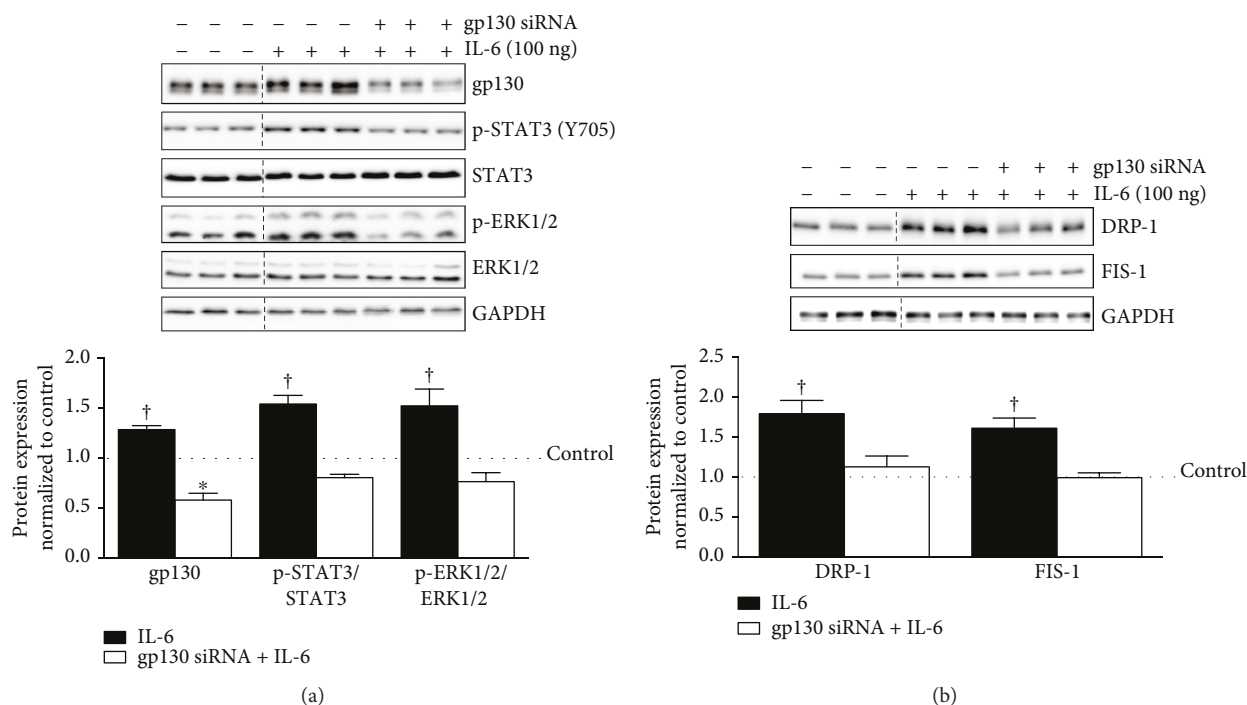 − − − − − − + + + gp130 siRNA
− − − + + + + + + IL-6 (100 ng)
gp130
p-STAT3 (Y705)
STAT3
p-ERK1/2
ERK1/2
GAPDH
2.0
1.5
1.0
0.5
0.0
Protein expression
normalized to control
†
*
†
†
Control
gp130
p-STAT3/
STAT3
p-ERK1/2/
ERK1/2
IL-6
gp130 siRNA + IL-6
(a)
− − − − − − + + + gp130 siRNA
− − − + + + + + + IL-6 (100 ng)
DRP-1
FIS-1
GAPDH
2.5
2.0
1.5
1.0
0.5
0.0
Protein expression
normalized to control
†
†
Control
DRP-1
FIS-1
IL-6
gp130 siRNA + IL-6
(b)